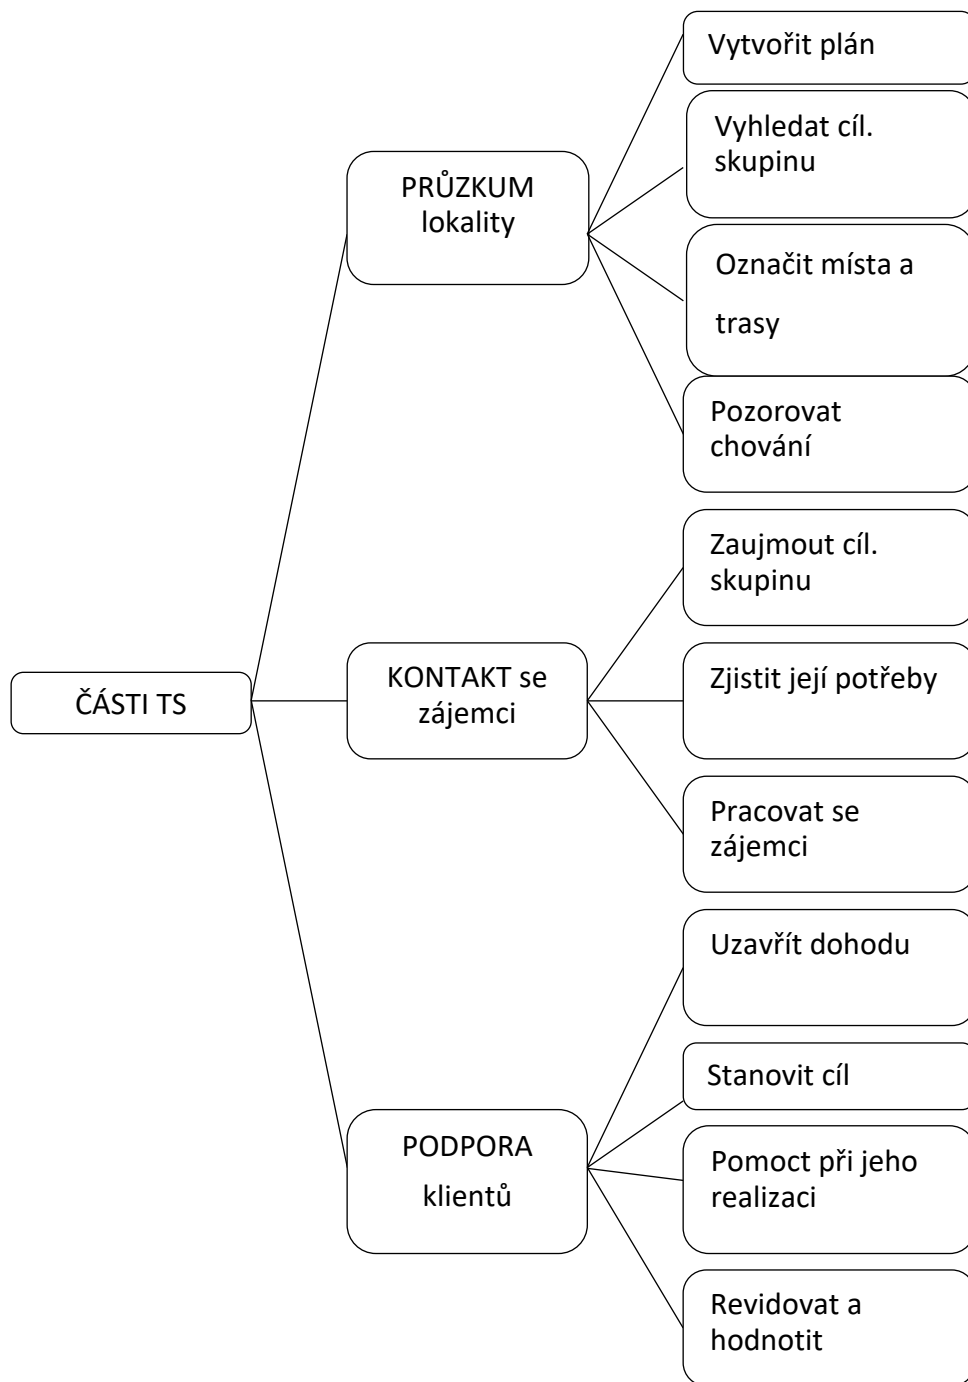 ČÁSTI TS
PRŮZKUM
lokality
Vytvořit plán
Vyhledat cíl.
skupinu
Označit místa a
trasy
Pozorovat
chování
KONTAKT se
zájemci
Zaujmout cíl.
skupinu
Zjistit její potřeby
Pracovat se
zájemci
PODPORA
klientů
Uzavřít dohodu
Stanovit cíl
Pomoct při jeho
realizaci
Revidovat a
hodnotit